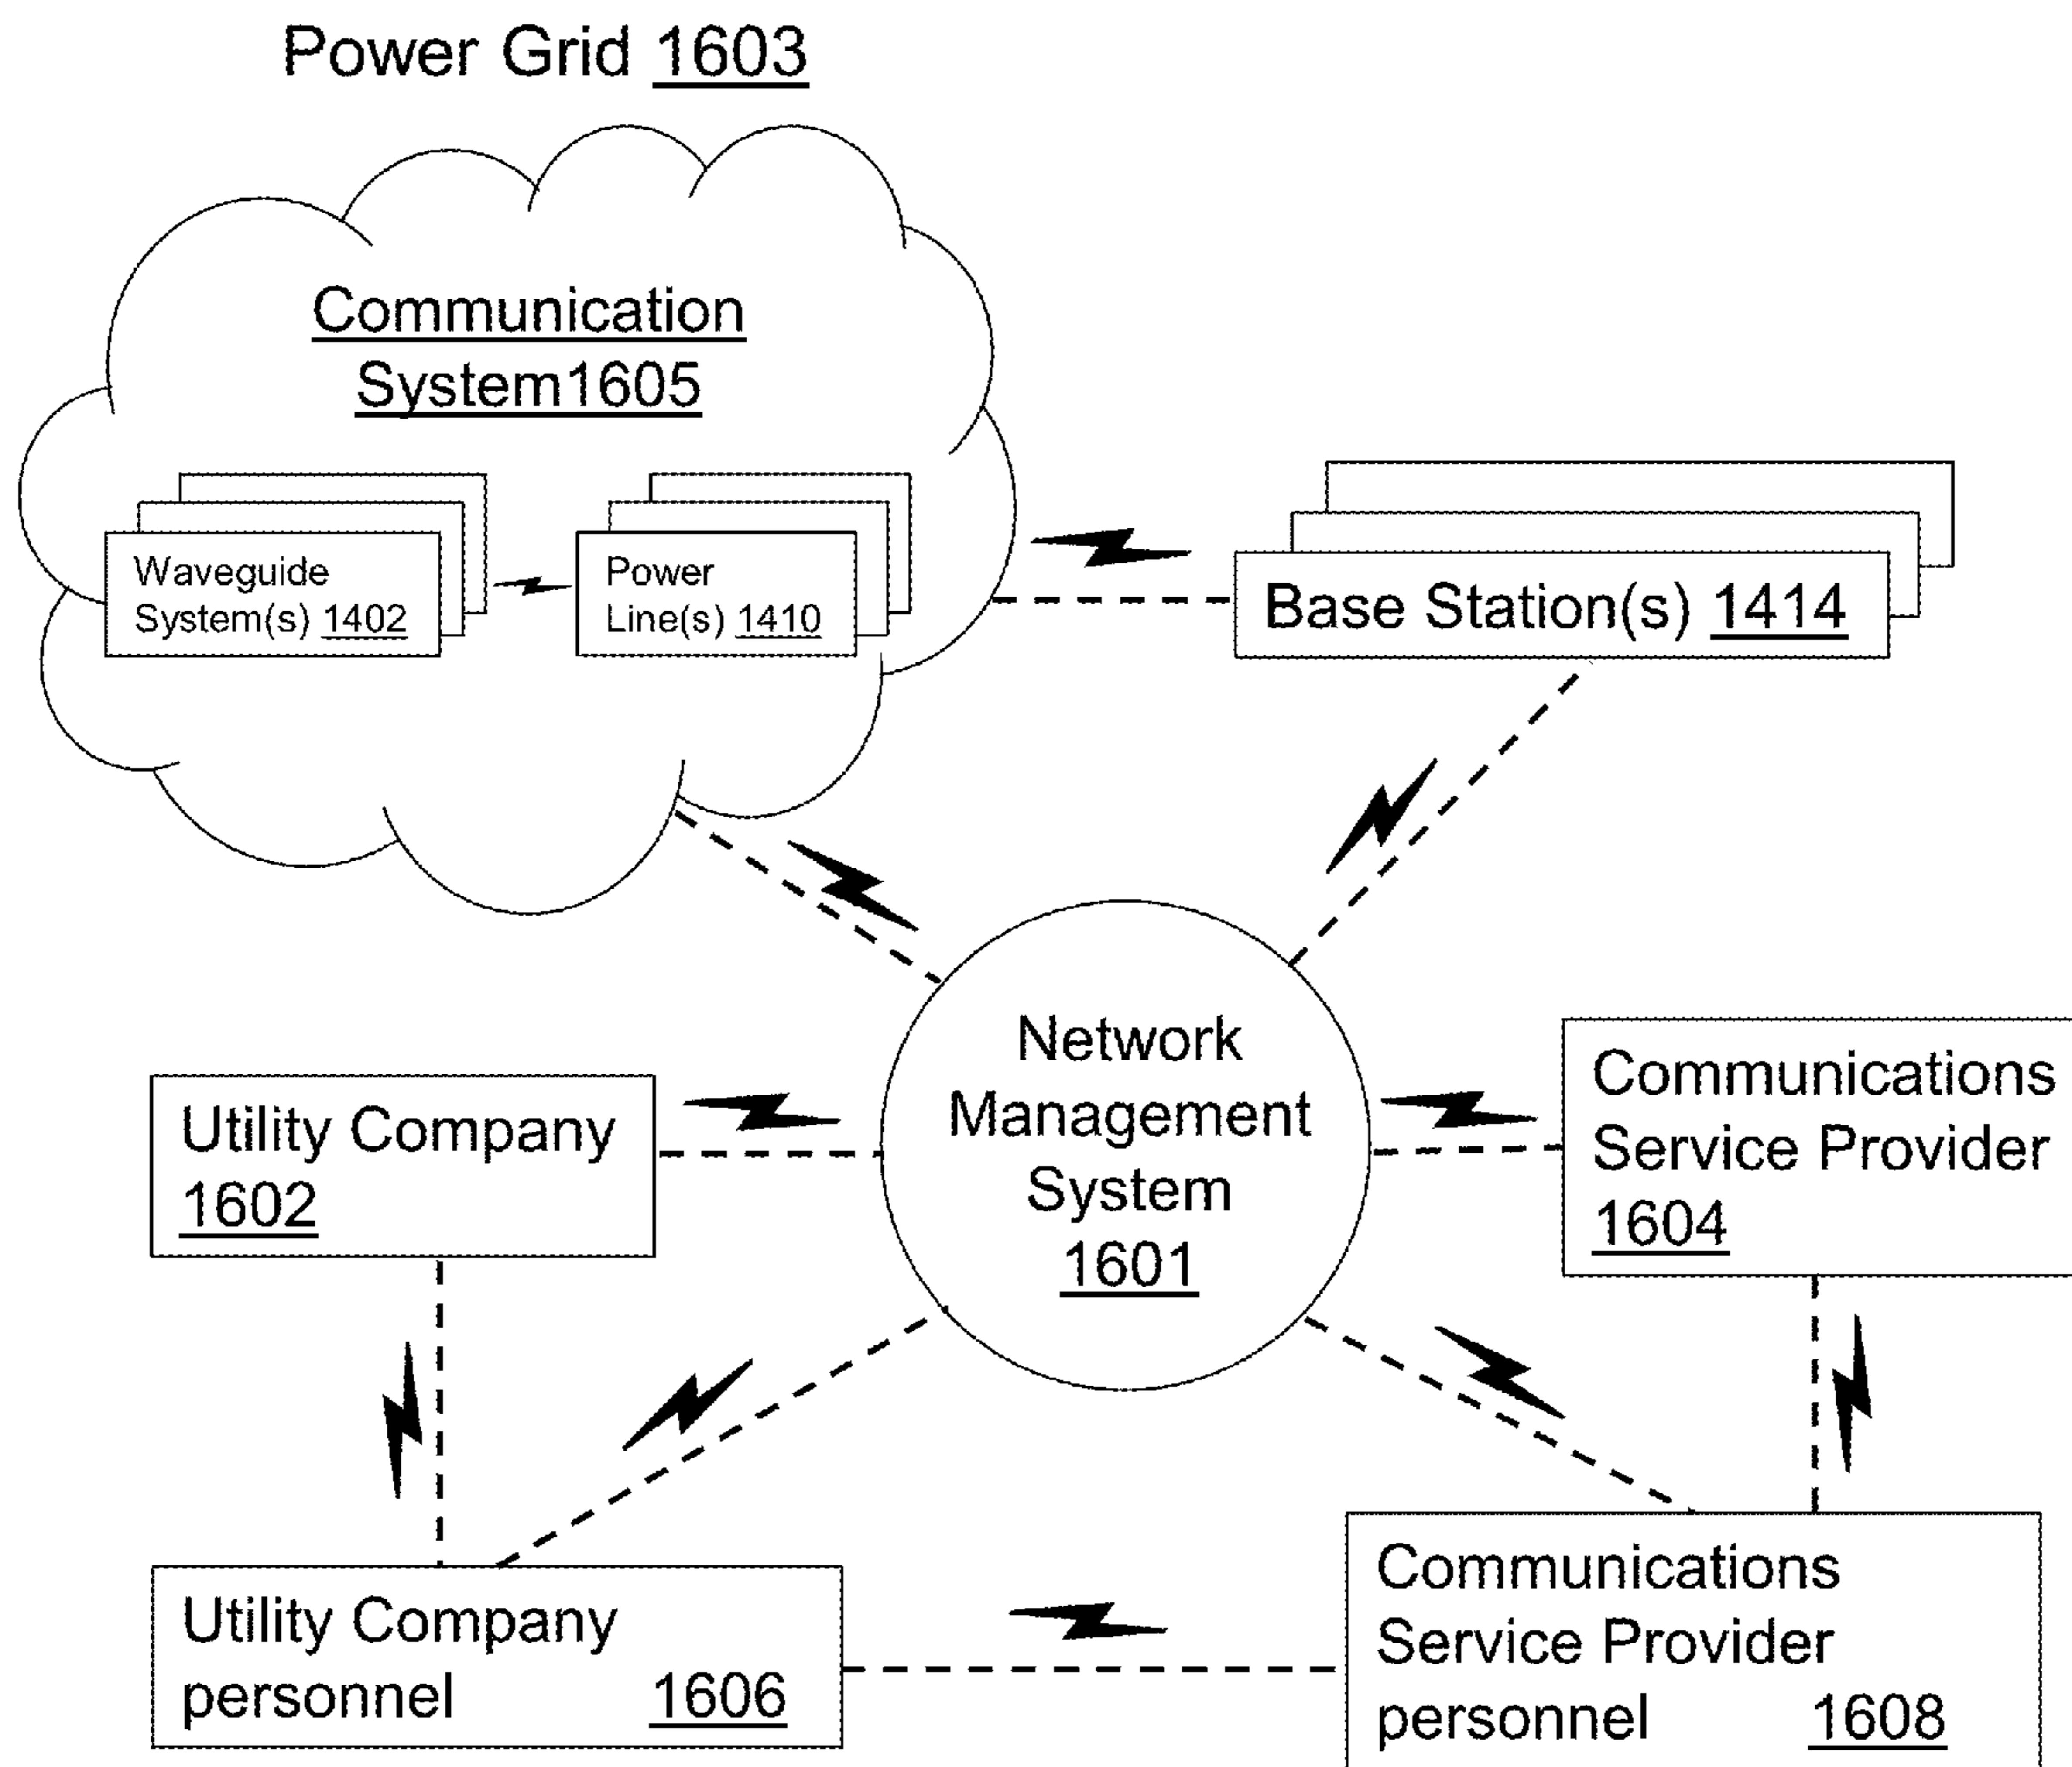 Power Grid 1603
Communication
System1605
Waveguide
System(s) 1402
Power
Line(s) 1410
Base Station(s) 1414
Network
Management
System
1601
Utility Company
1602
Communications
Service Provider
1604
Utility Company
personnel 1606
Communications
Service Provider
personnel 1608